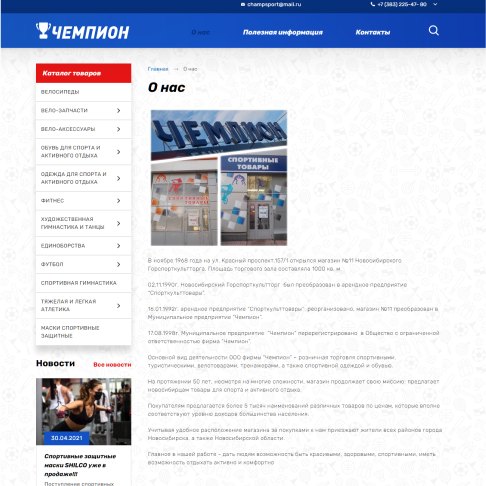 champsport@mail.ru
+7 (383) 225-47-80
ЧЕМПИОН
О нас
Полезная информация
Контакты
Каталог товаров
ВЕЛОСИПЕДЫ
ВЕЛО-ЗАПЧАСТИ
ВЕЛО-АКСЕССУАРЫ
ОБУВЬ ДЛЯ СПОРТА И
АКТИВНОГО ОТДЫХА
ОДЕЖДА ДЛЯ СПОРТА И
АКТИВНОГО ОТДЫХА
ФИТНЕС
ХУДОЖЕСТВЕННАЯ
ГИМНАСТИКА И ТАНЦЫ
ЕДИНОБОРСТВА
ФУТБОЛ
СПОРТИВНАЯ ГИМНАСТИКА
ТЯЖЕЛАЯ И ЛЕГКАЯ
АТЛЕТИКА
МАСКИ СПОРТИВНЫЕ
ЗАЩИТНЫЕ
Новости
Все новости
30.04.2021
Спортивные защитные
маски SHILCO уже в
продаже!!!
Поступление спортивных
Главная
О нас
О нас
ЧЕМПИОН
СПОРТИВНЫЕ
ТОВАРЫ
В ноябре 1968 года на ул. Красный проспект,157/1 открылся магазин №11 Новосибирского
Горспорткультторга. Площадь торгового зала составляла 1000 кв. м
02.11.1990г. Новосибирский Горспорткультторг был преобразован в арендное предприятие
"Спорткультовары".
16.01.1992г. арендное предприятие "Спорткультовары" реорганизовано, магазин №11 преобразован в
Муниципальное предприятие "Чемпион".
17.08.1998г. Муниципальное предприятие "Чемпион" перерегистрировано в Общество с ограниченной
ответственностью фирма "Чемпион".
Основной вид деятельности ООО фирмы "Чемпион" - розничная торговля спортивными,
туристическими, велотоварами, тренажерами, а также спортивной одеждой и обувью.
На протяжении 50 лет, несмотря на многие сложности, магазин продолжает свою миссию: предлагает
новосибирцам товары для спорта и активного отдыха.
Покупателям предлагается более 5 тысяч наименований различных товаров по ценам, которые вполне
соответствуют уровню доходов большинства населения.
Учитывая удобное расположение магазина за покупками к нам приезжают жители всех районов города
Новосибирска, а также Новосибирской области.
Главное в нашей работе - дать людям возможность быть красивыми, здоровыми, спортивными, иметь
возможность отдыхать активно и комфортно